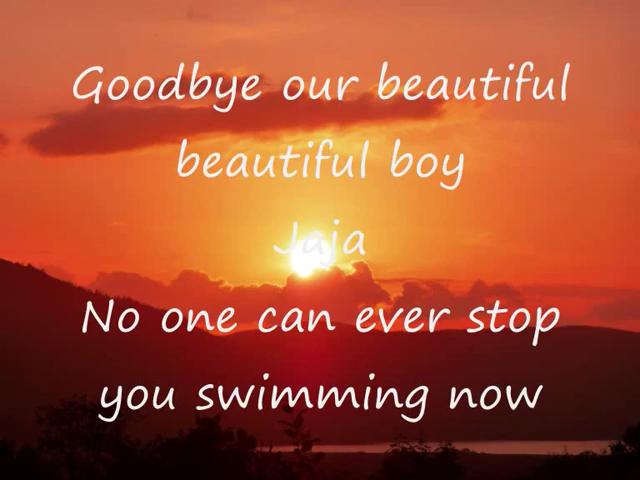 Goodbye our beautiful
beautiful boy
Jaja
No one can ever stop
you swimming now